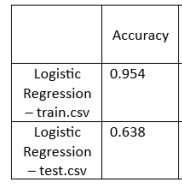 Accuracy
Logistic 0.954
Regression
– train.csv
Logistic 0.638
Regression
– test.csv